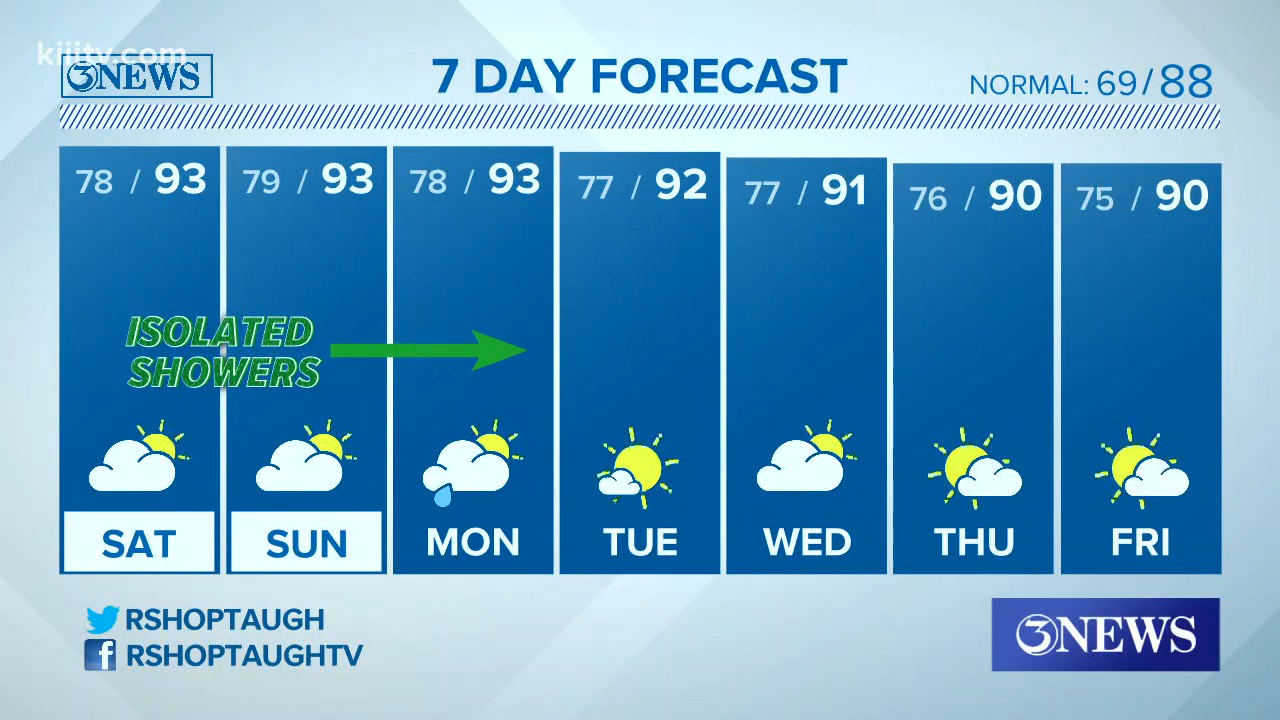 kiiitv.com
3NEWS
7 DAY FORECAST
NORMAL: 69/88
78 / 93
79 / 93
78 / 93
77 / 92
77 / 91
76 / 90
75 / 90
ISOLATED
SHOWERS
SAT
SUN
MON
TUE
WED
THU
FRI
RSHOPTAUGH
f RSHOPTAUGHTV
3NEWS